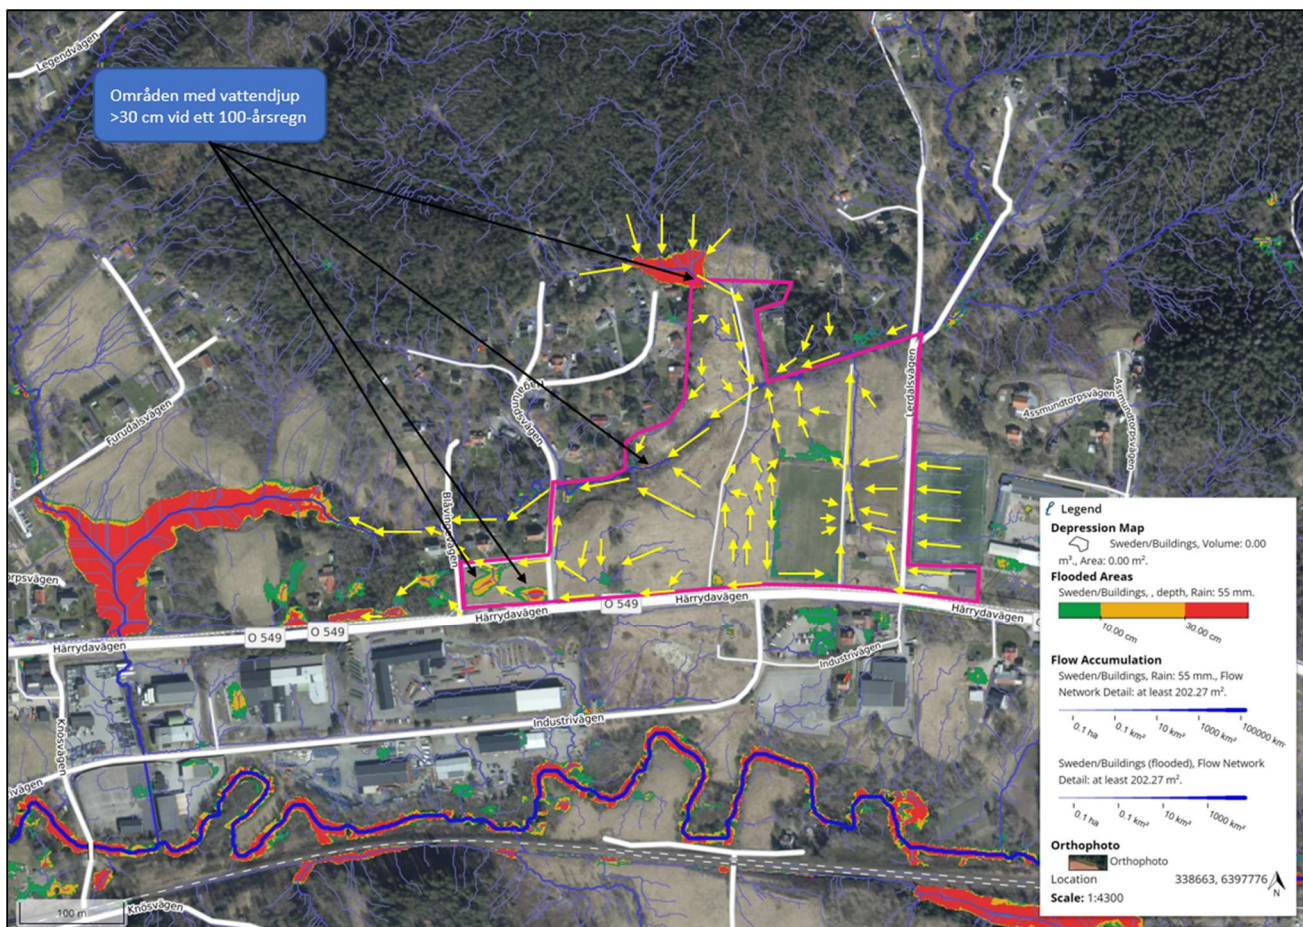 Legendvägen
Områden med vattendjup
>30 cm vid ett 100-årsregn
Furudalsvägen
Hagalundsvägen
Blåvingevägen
Lerdalsvägen
Assmundtorpsvägen
Assmundtorpsvägen
orpsvägen
Härrydavägen
O 549
O 549
Härrydavägen
O 549
Härrydavägen
Härrydavägen
Industrivägen
Industrivägen
Knösvägen
ivägen
Knösvägen
100 m
Legend
Depression Map
Sweden/Buildings, Volume: 0.00
m³., Area: 0.00 m².
Flooded Areas
Sweden/Buildings, , depth, Rain: 55 mm.
10.00 cm
30.00 cm
Flow Accumulation
Sweden/Buildings, Rain: 55 mm., Flow
Network Detail: at least 202.27 m².
0.1 ha
0.1 km²
10 km²
1000 km²
100000 km²
Sweden/Buildings (flooded), Flow Network
Detail: at least 202.27 m².
0.1 ha
0.1 km²
10 km²
1000 km²
Orthophoto
Orthophoto
Location 338663, 6397776
N
Scale: 1:4300